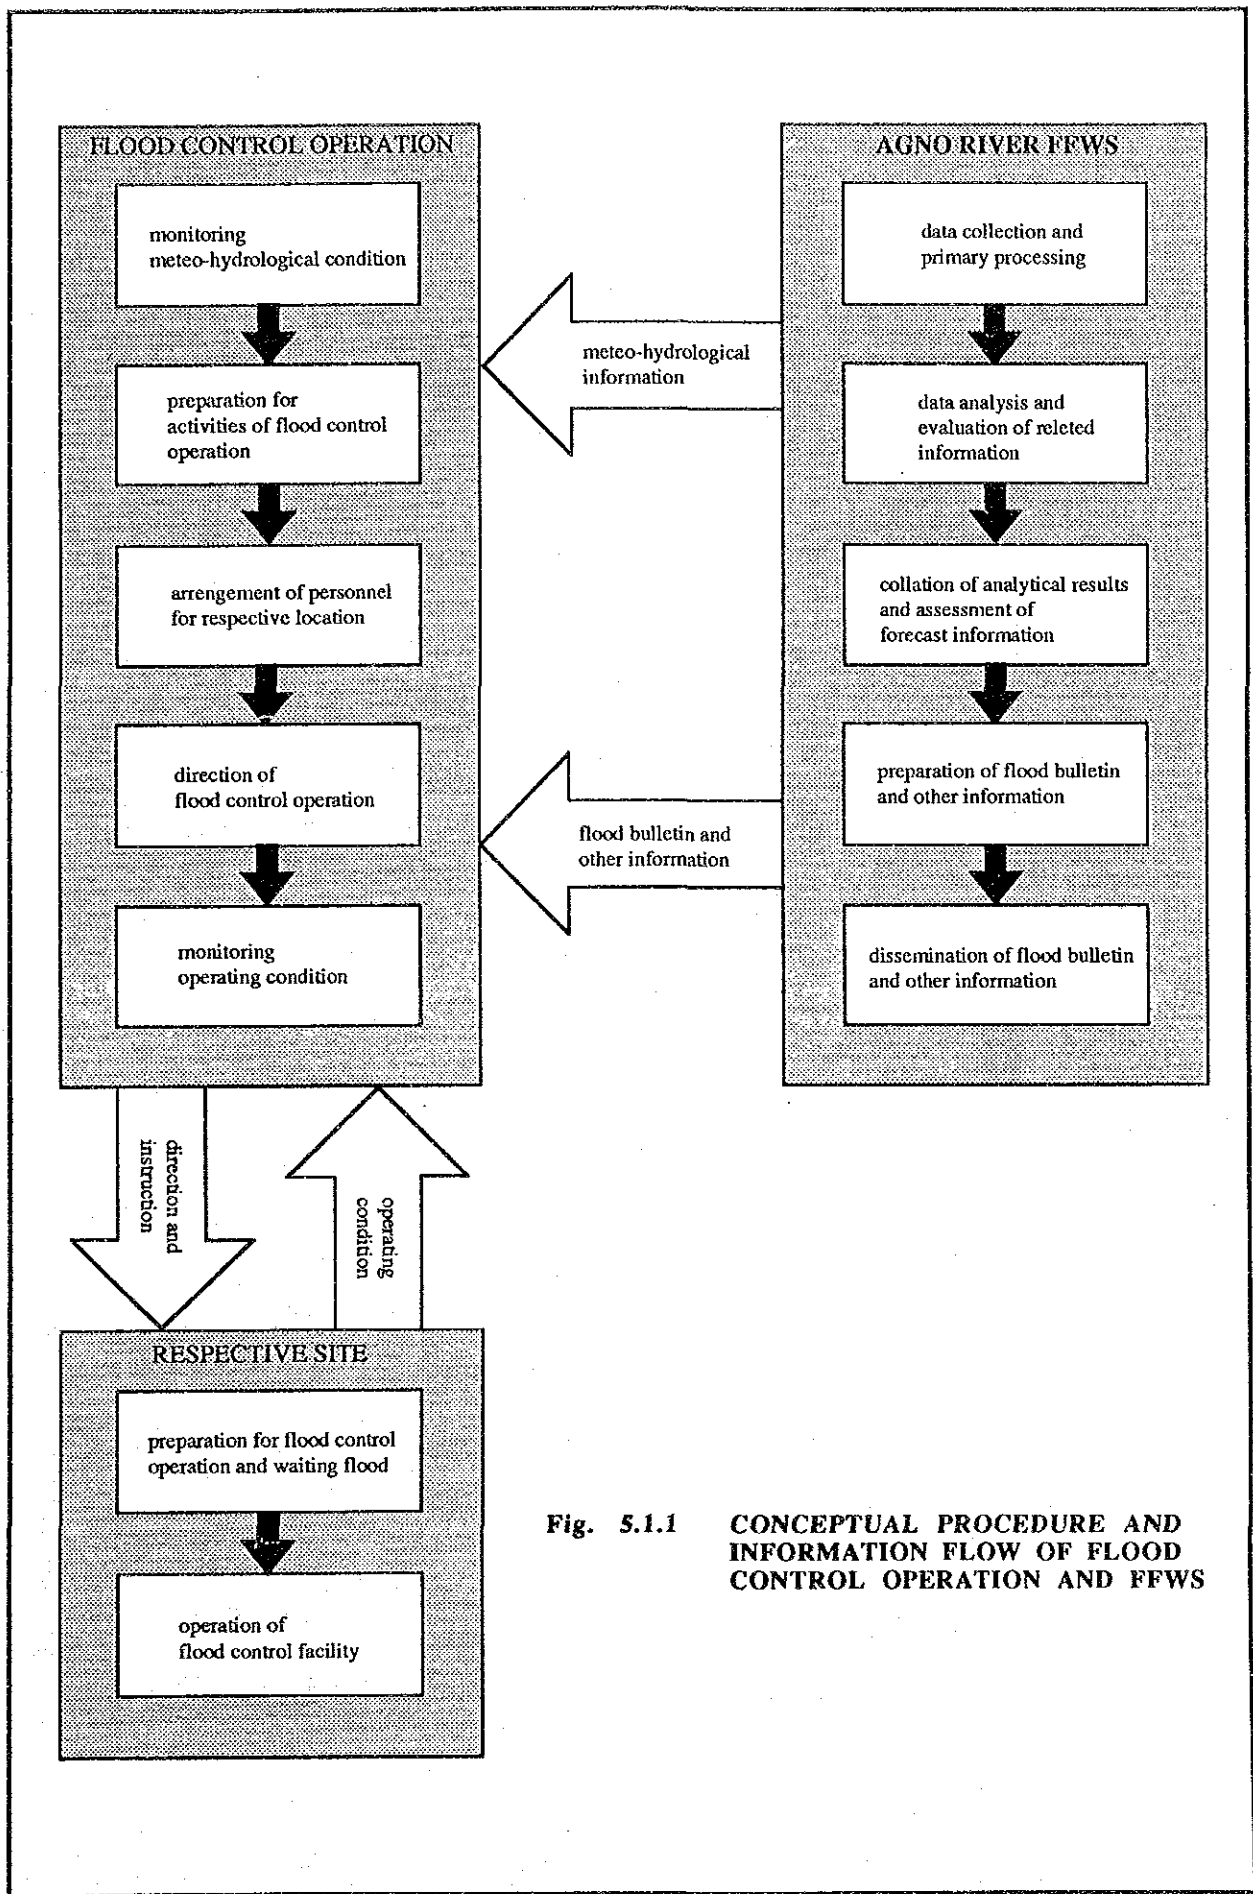 FLOOD CONTROL OPERATION
monitoring
meteo-hydrological condition
preparation for
activities of flood control
operation
arrengement of personnel
for respective location
direction of
flood control operation
monitoring
operating condition
meteo-hydrological
information
flood bulletin and
other information
AGNO RIVER FFWS
data collection and
primary processing
data analysis and
evaluation of releted
information
collation of analytical results
and assessment of
forecast information
preparation of flood bulletin
and other information
dissemination of flood bulletin
and other information
direction and
instruction
operating
condition
RESPECTIVE SITE
preparation for flood control
operation and waiting flood
operation of
flood control facility
Fig. 5.1.1 CONCEPTUAL PROCEDURE AND
INFORMATION FLOW OF FLOOD
CONTROL OPERATION AND FFWS